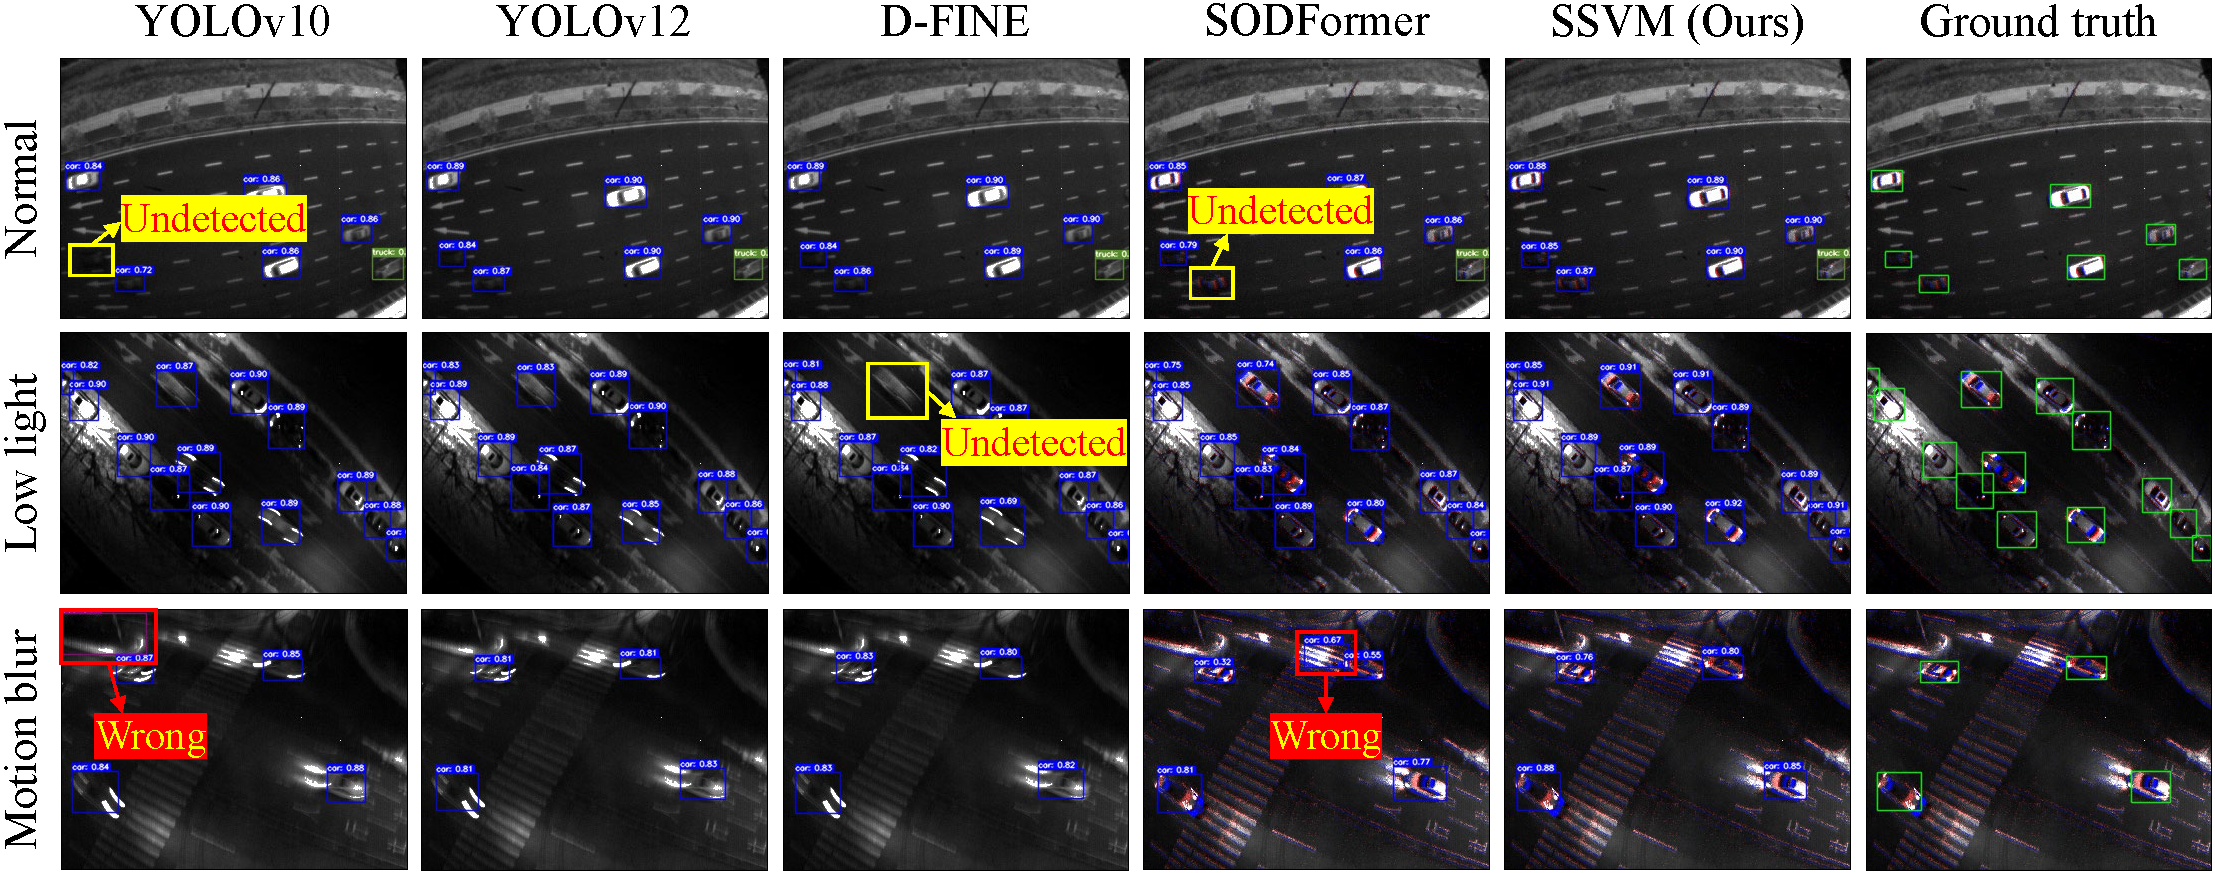 YOLOv10 YOLOv12 D-FINE SODFormer SSVM (Ours) Ground truth
Normal
car: 0.84
car: 0.86
Undetected
car: 0.86
car: 0.86
car: 0.72
truck: 0.
car: 0.89
car: 0.90
car: 0.90
car: 0.84
car: 0.90
car: 0.87
truck: 0.
car: 0.89
car: 0.90
car: 0.90
car: 0.84
car: 0.89
car: 0.86
truck: 0.
car: 0.85
car: 0.87
Undetected
car: 0.86
car: 0.79
car: 0.86
truck: 0.
car: 0.88
car: 0.89
car: 0.90
car: 0.85
car: 0.90
car: 0.87
truck: 0.
Low light
car: 0.82
car: 0.87
car: 0.90
car: 0.90
car: 0.89
car: 0.90
car: 0.89
car: 0.87
car: 0.89
car: 0.90
car: 0.89
car: 0.88
car:
car: 0.83
car: 0.83
car: 0.89
car: 0.89
car: 0.90
car: 0.89
car: 0.87
car: 0.84
car: 0.88
car: 0.87
car: 0.85
car: 0.86
car:
car: 0.81
car: 0.87
car: 0.88
car: 0.87
Undetected
car: 0.87
car: 0.82
car: 0.87
car: 0.90
car: 0.69
car: 0.86
car:
car: 0.75
car: 0.74
car: 0.85
car: 0.85
car: 0.87
car: 0.85
car: 0.84
car: 0.83
car: 0.87
car: 0.89
car: 0.80
car: 0.84
car:
car: 0.85
car: 0.91
car: 0.91
car: 0.91
car: 0.89
car: 0.89
car: 0.89
car: 0.87
car: 0.89
car: 0.90
car: 0.92
0.91
car:
Motion blur
car: 0.87
car: 0.85
Wrong
car: 0.84
car: 0.88
car: 0.81
car: 0.81
car: 0.81
car: 0.83
car: 0.83
car: 0.80
car: 0.83
car: 0.82
car: 0.67
car: 0.32
0.55
Wrong
car: 0.81
car: 0.77
car: 0.76
car: 0.80
car: 0.88
car: 0.85